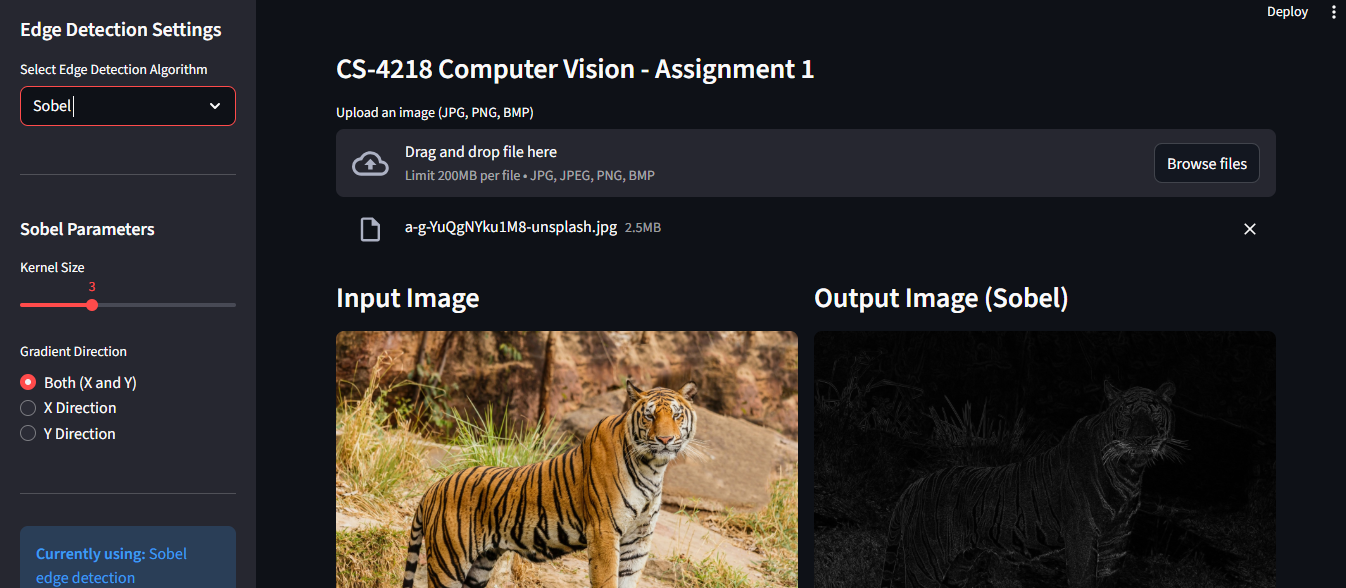 Deploy
Edge Detection Settings
Select Edge Detection Algorithm
Sobel
Sobel Parameters
Kernel Size
3
Gradient Direction
Both (X and Y)
X Direction
Y Direction
Currently using: Sobel
edge detection
CS-4218 Computer Vision - Assignment 1
Upload an image (JPG, PNG, BMP)
Drag and drop file here
Limit 200MB per file • JPG, JPEG, PNG, BMP
Browse files
a-g-YuQgNYku1M8-unsplash.jpg 2.5MB
Input Image
Output Image (Sobel)